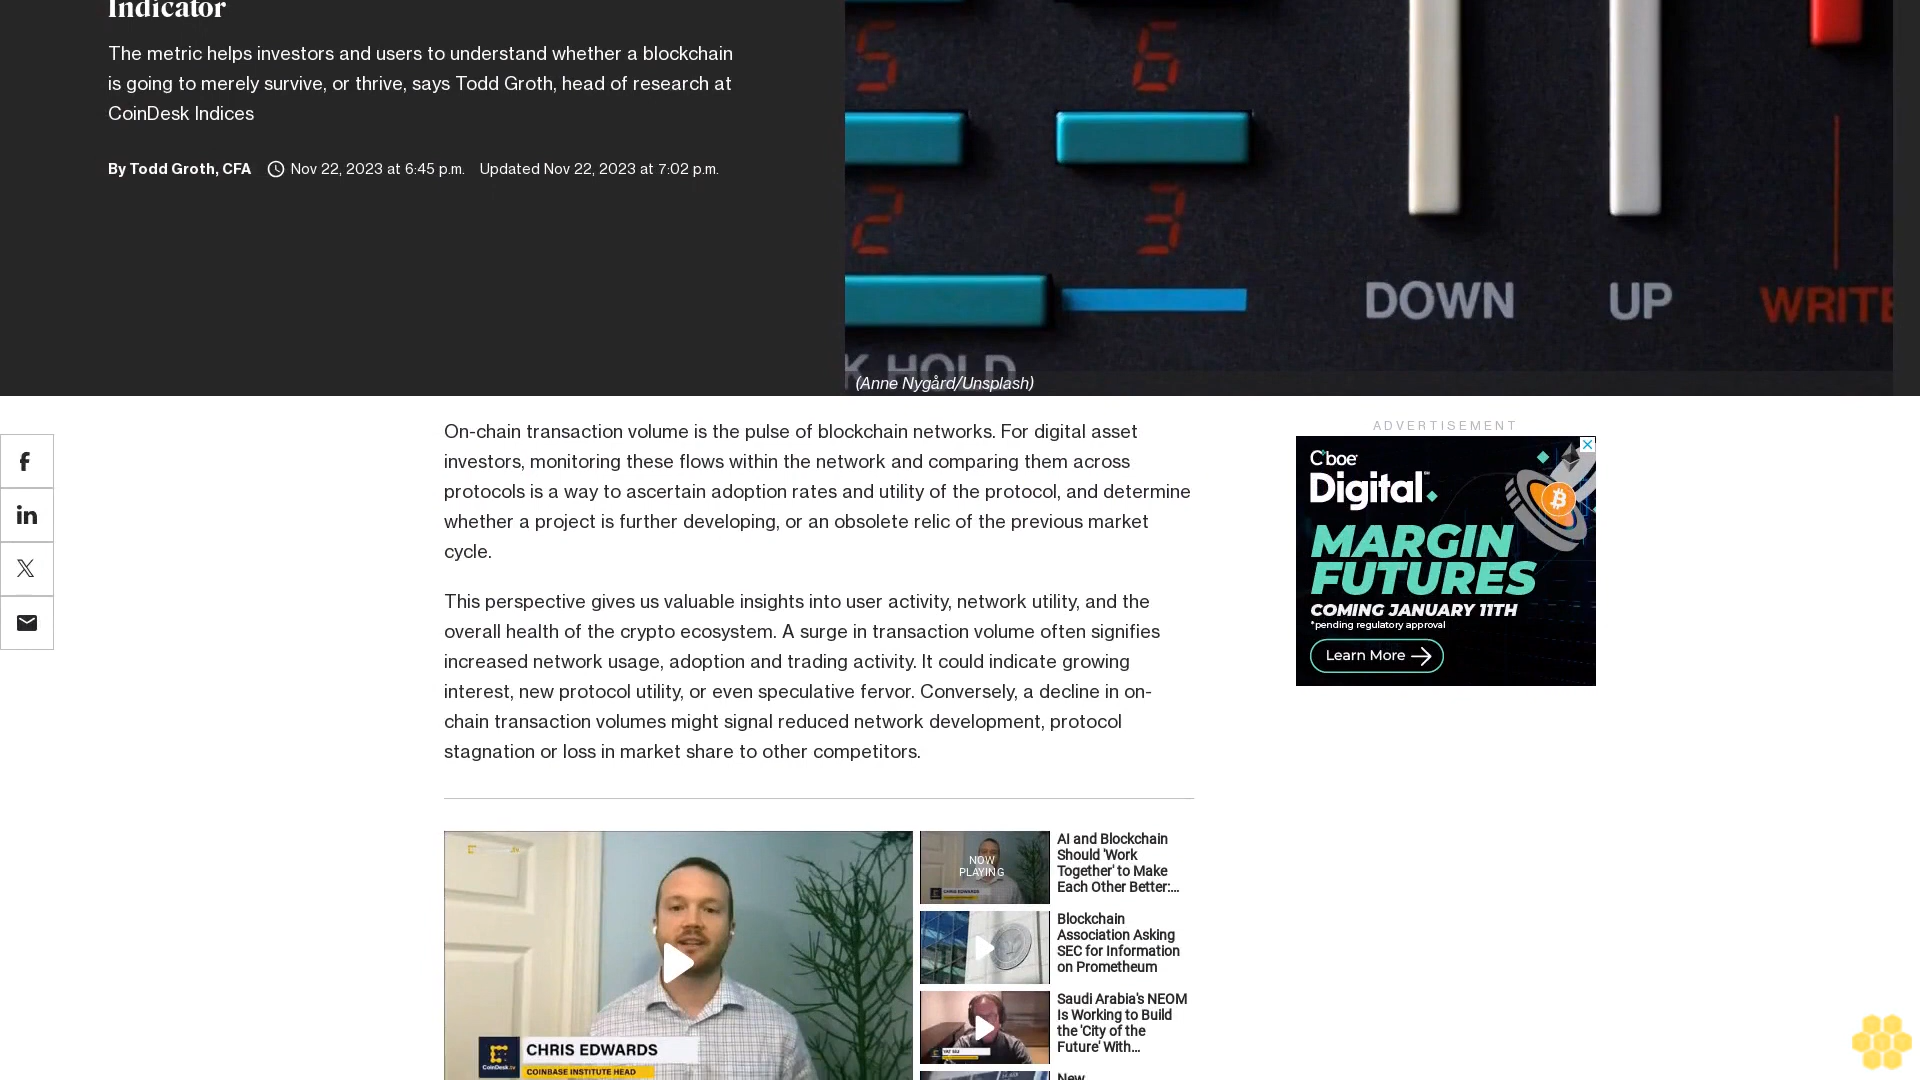 Indicator
The metric helps investors and users to understand whether a blockchain
is going to merely survive, or thrive, says Todd Groth, head of research at
CoinDesk Indices
By Todd Groth, CFA Nov 22, 2023 at 6:45 p.m. Updated Nov 22, 2023 at 7:02 p.m.
5 6
2 3
DOWN UP WRITE
K HOLD
(Anne Nygård/Unsplash)
On-chain transaction volume is the pulse of blockchain networks. For digital asset
investors, monitoring these flows within the network and comparing them across
protocols is a way to ascertain adoption rates and utility of the protocol, and determine
whether a project is further developing, or an obsolete relic of the previous market
cycle.
This perspective gives us valuable insights into user activity, network utility, and the
overall health of the crypto ecosystem. A surge in transaction volume often signifies
increased network usage, adoption and trading activity. It could indicate growing
interest, new protocol utility, or even speculative fervor. Conversely, a decline in on-
chain transaction volumes might signal reduced network development, protocol
stagnation or loss in market share to other competitors.
ADVERTISEMENT
Cboe
Digital
MARGIN
FUTURES
COMING JANUARY 11TH
*pending regulatory approval
Learn More
CHRIS EDWARDS
COINBASE INSTITUTE HEAD
CoinDesk.tv
NOW
PLAYING
CHRIS EDWARDS
AI and Blockchain
Should 'Work
Together' to Make
Each Other Better:...
Blockchain
Association Asking
SEC for Information
on Prometheum
Saudi Arabia's NEOM
Is Working to Build
the 'City of the
Future' With...
New